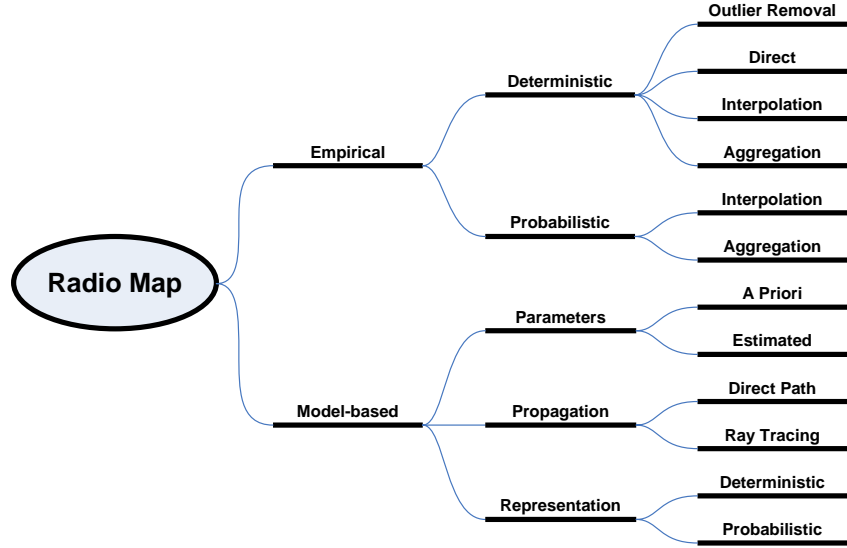 Radio Map
Empirical
Deterministic
Outlier Removal
Direct
Interpolation
Aggregation
Probabilistic
Interpolation
Aggregation
Model-based
Parameters
A Priori
Estimated
Propagation
Direct Path
Ray Tracing
Representation
Deterministic
Probabilistic